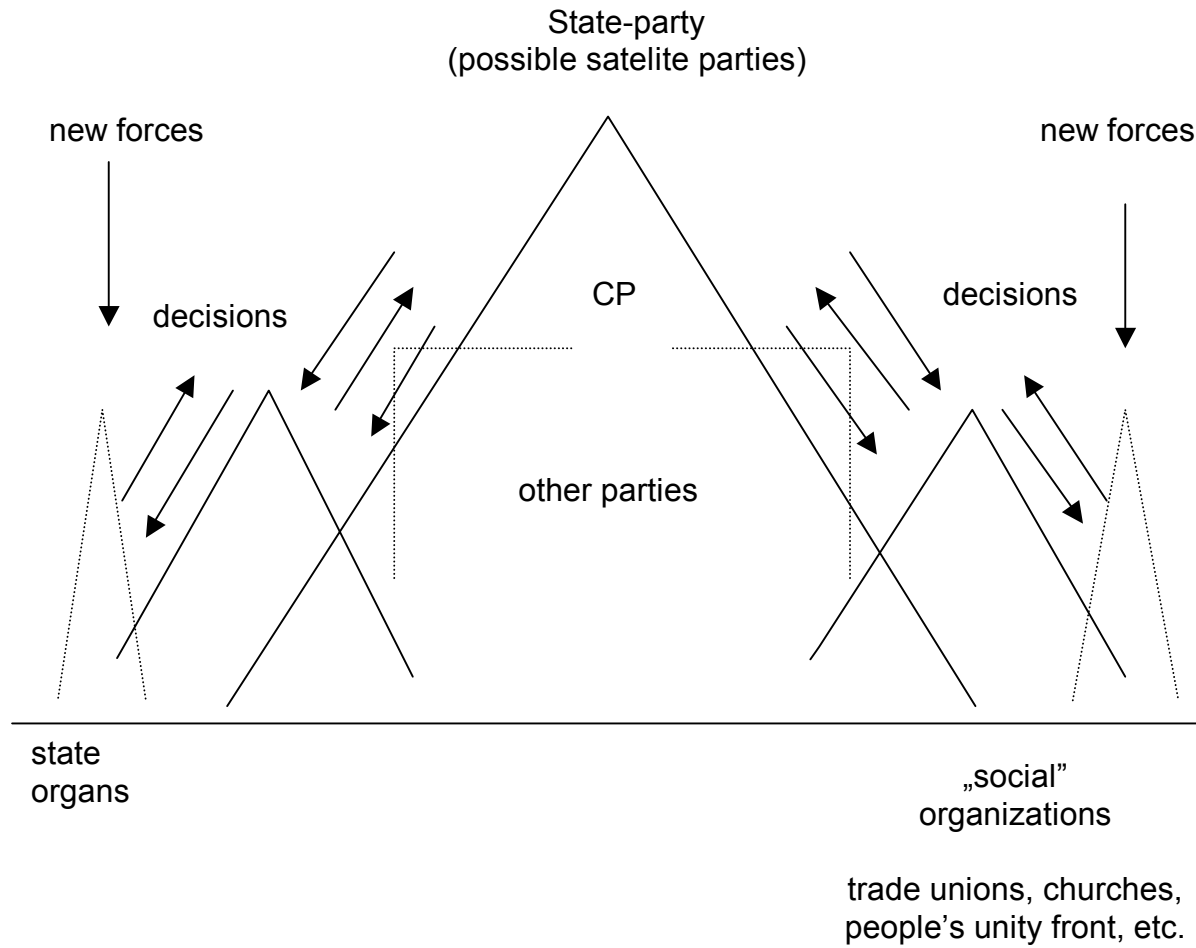 State-party
(possible satelite parties)
new forces
new forces
CP
decisions
decisions
other parties
state
organs
„social”
organizations
trade unions, churches,
people’s unity front, etc.